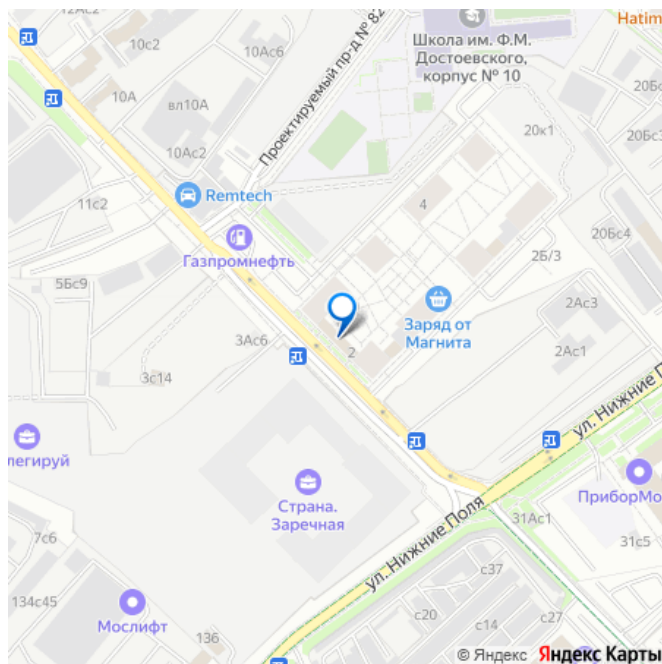 Hatim
Школа им. Ф.М.
Достоевского,
корпус № 10
10с2
10Ас6
Проектируемый пр-д № 82
10А
вл10А
20к1
20Бс3
10Ас2
11с2
Remtech
4
20Бс4
Газпромнефть
2Б/3
5Бс9
Заряд от
Магнита
2Ас3
3Ас6
2
2Ас1
3с14
ул. Нижние П
легируй
Страна.
Заречная
ПриборМо
ул. Нижние Поля
31Ас1
31с5
7с6
с37
134с45
с20
с27
с14
Мослифт
136
© Яндекс Яндекс Карты